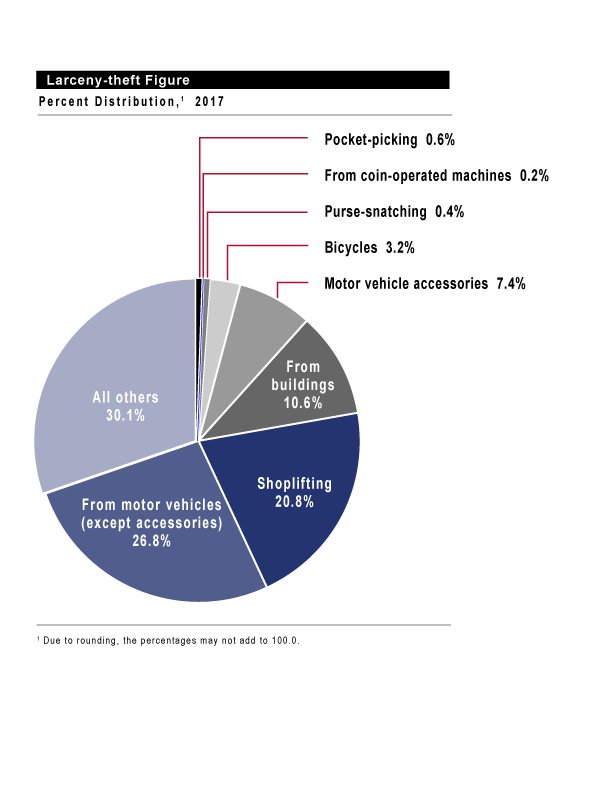 Larceny-theft Figure
Percent Distribution,¹ 2017
Pocket-picking 0.6%
From coin-operated machines 0.2%
Purse-snatching 0.4%
Bicycles 3.2%
Motor vehicle accessories 7.4%
From
buildings
10.6%
All others
30.1%
Shoplifting
20.8%
From motor vehicles
(except accessories)
26.8%
¹ Due to rounding, the percentages may not add to 100.0.